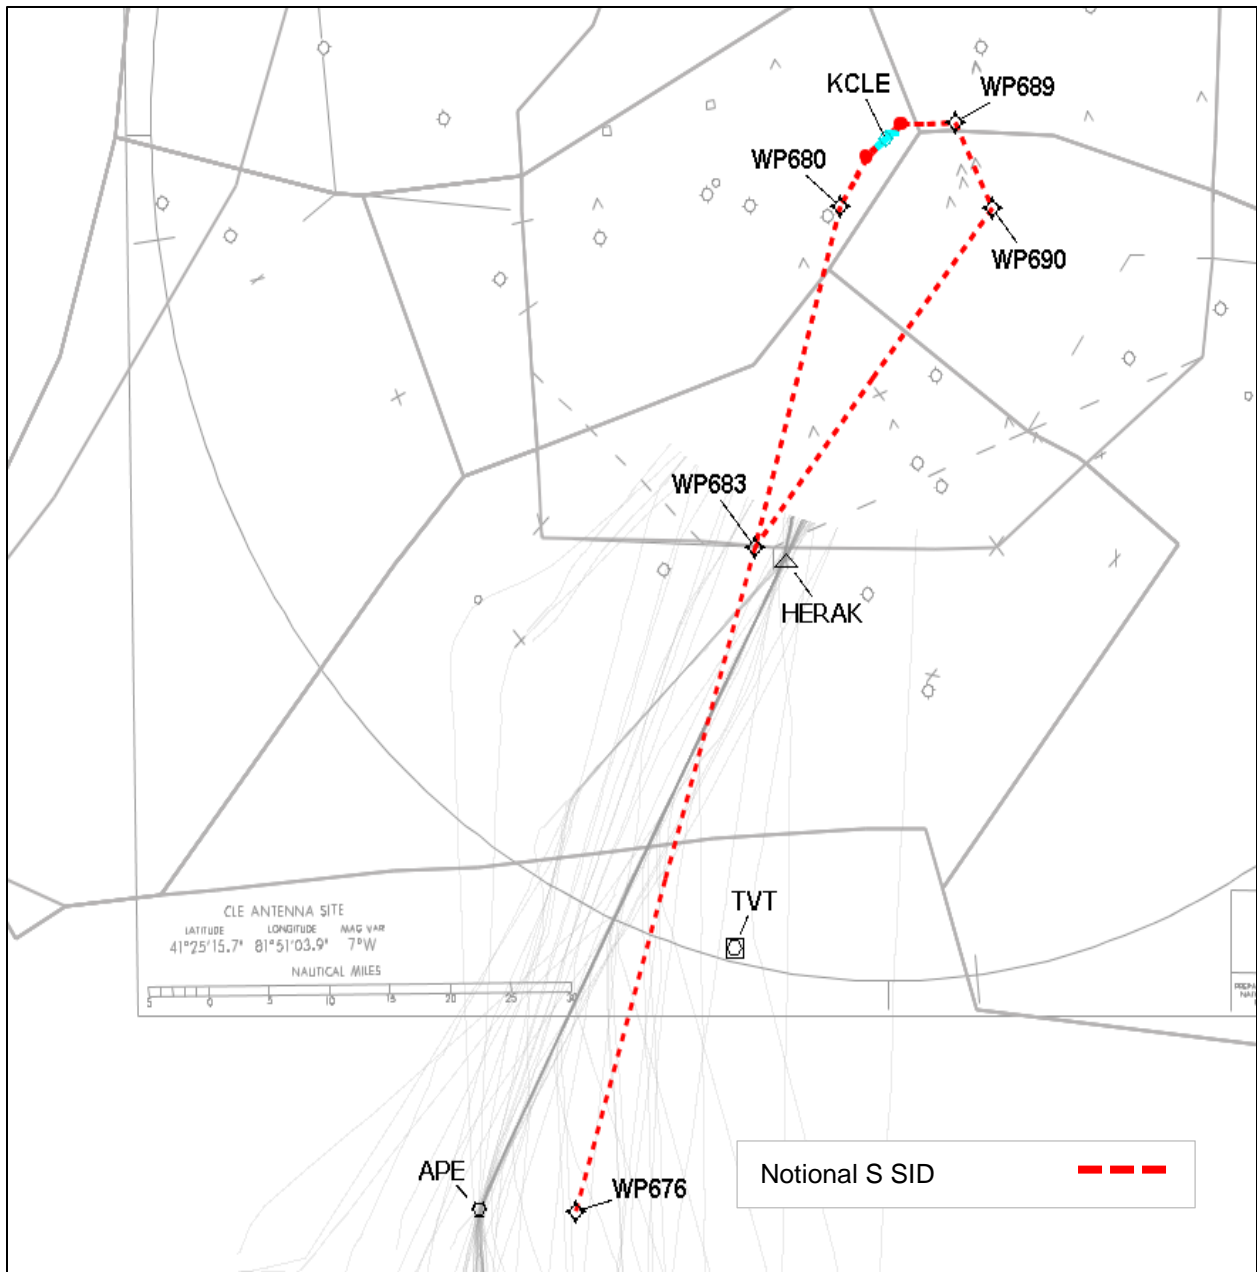 KCLE
WP689
WP680
WP690
WP683
HERAK
CLE ANTENNA SITE
LATITUDE LONGITUDE MAG VAR
41°25'15.7" 81°51'03.9" 7°W
NAUTICAL MILES
5 0 5 10 15 20 25 30
TVT
APE
WP676
Notional S SID